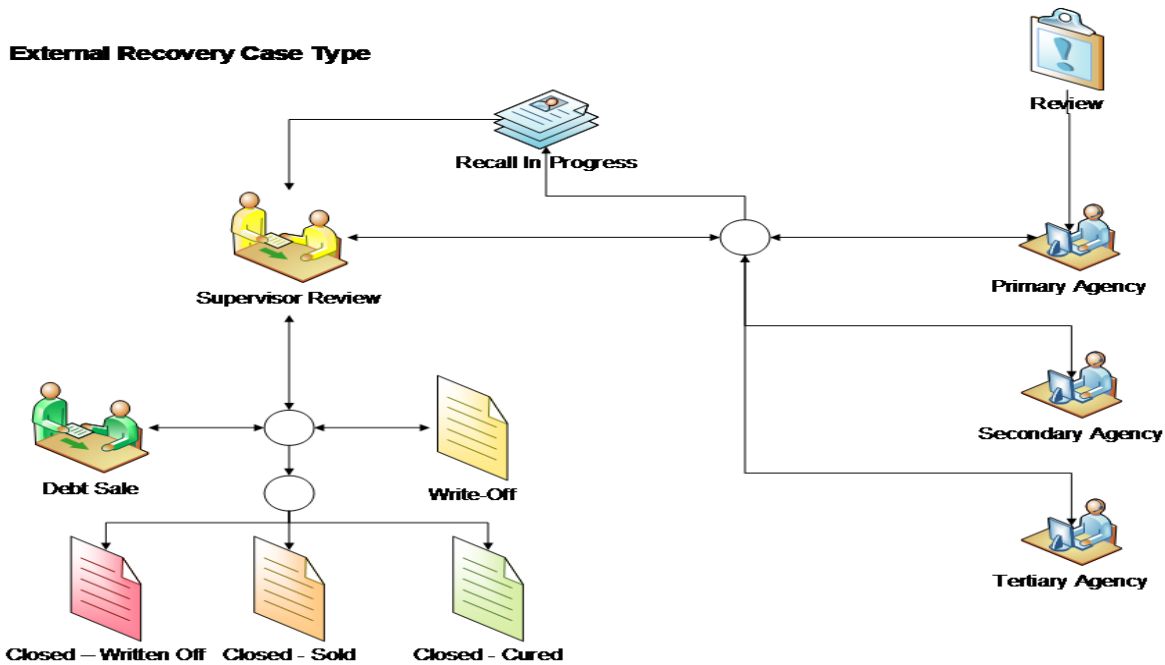 External Recovery Case Type
Review
Recall In Progress
Primary Agency
Supervisor Review
Secondary Agency
Debt Sale
Write-Off
Tertiary Agency
Closed – Written Off
Closed - Sold
Closed - Cured